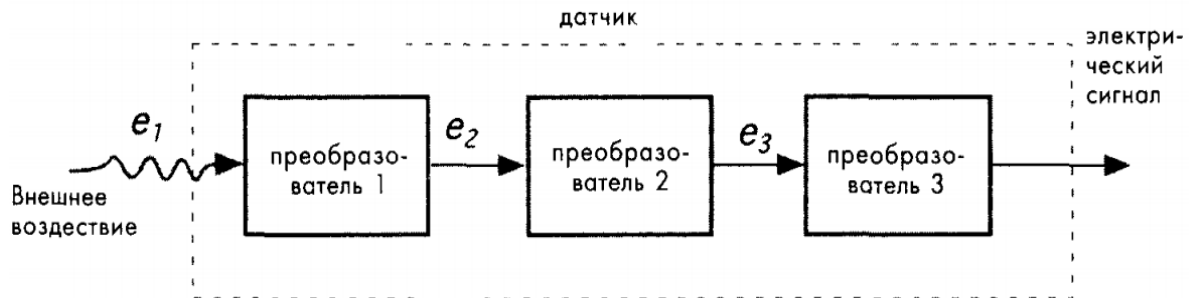 датчик
электри-
ческий
сигнал
e1
e2
e3
преобразо-
ватель 1
преобразо-
ватель 2
преобразо-
ватель 3
Внешнее
воздествие